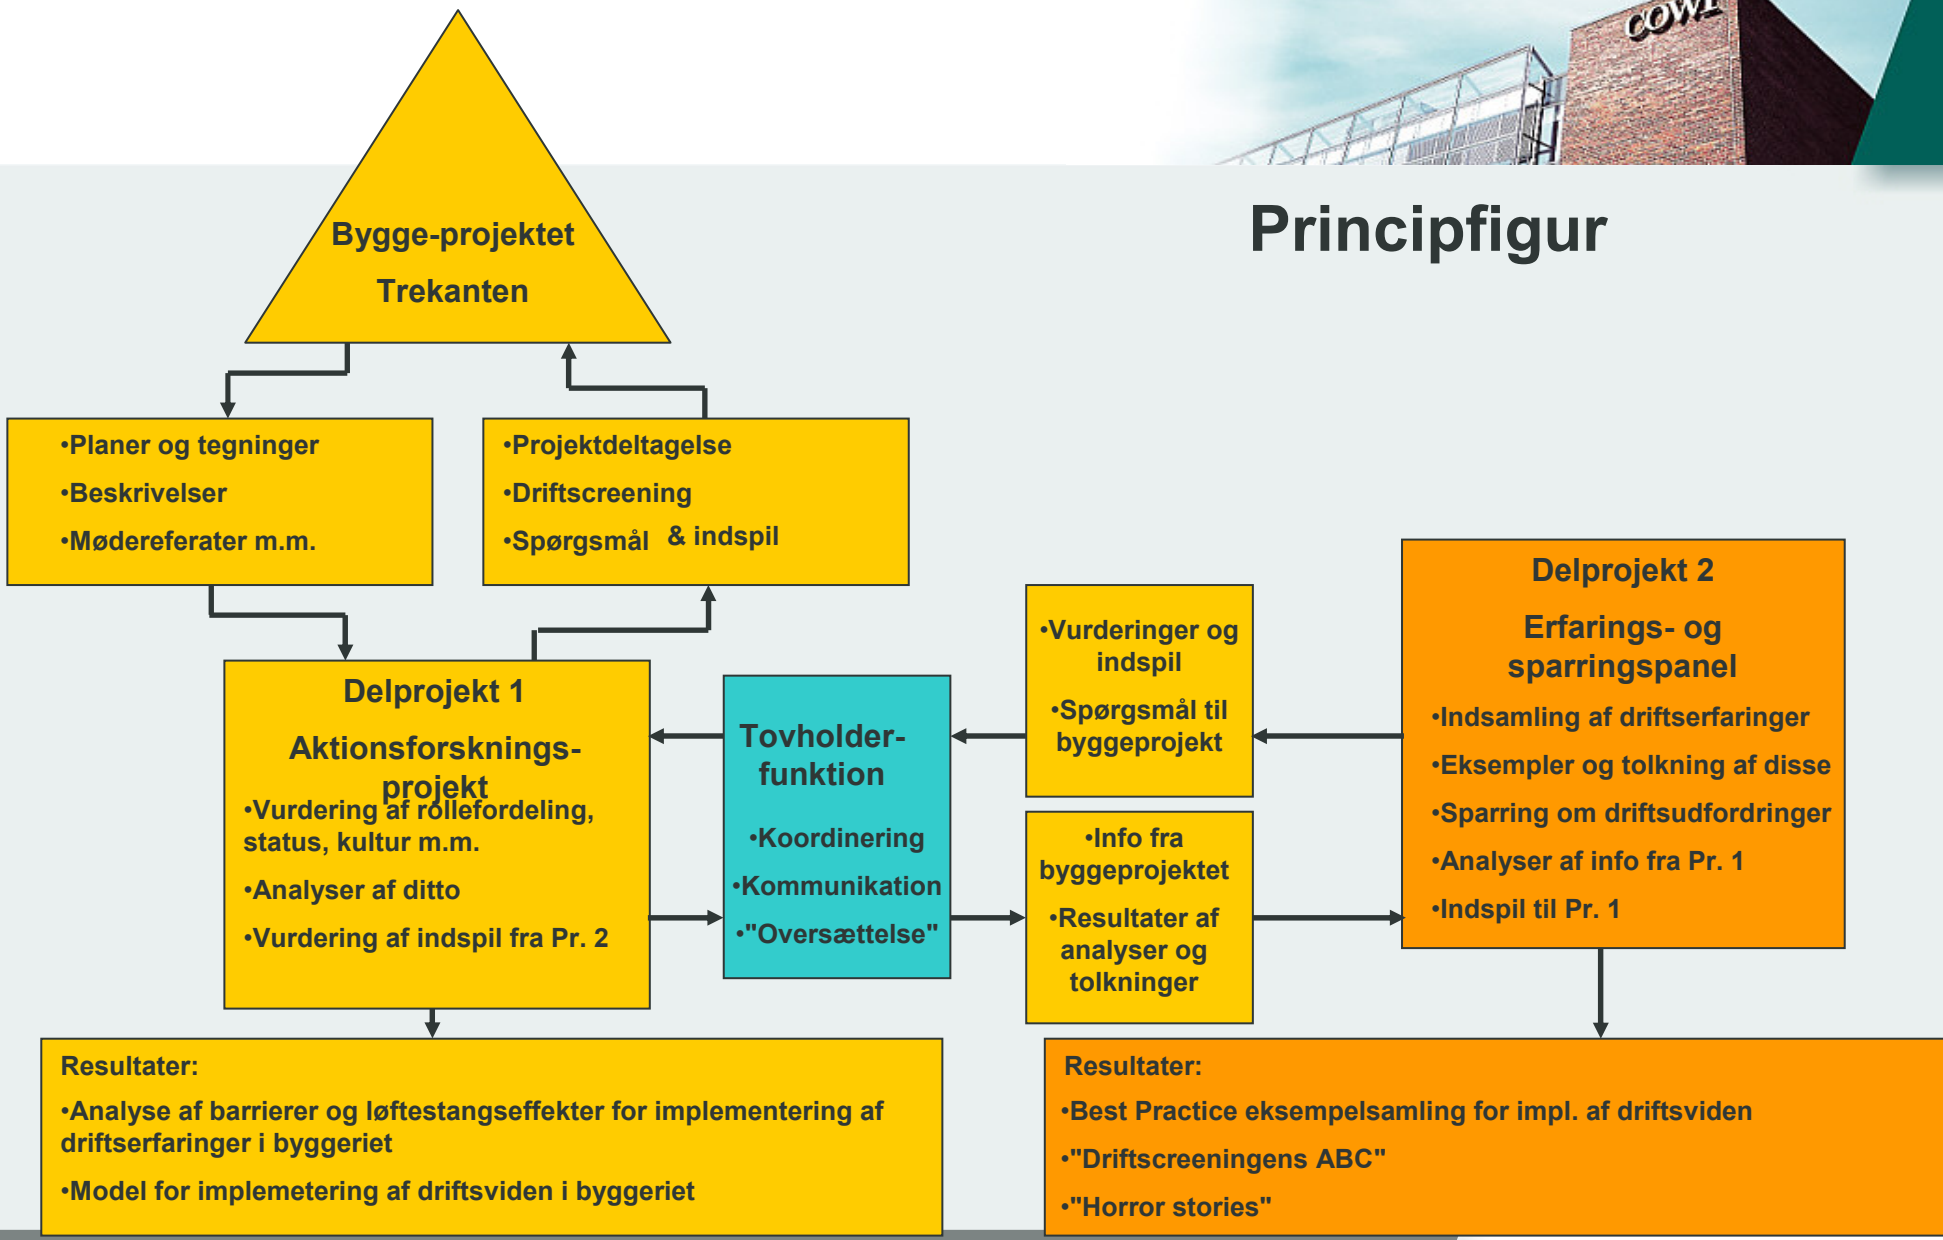 COWI
Principfigur
Bygge-projektet
Trekanten
•Planer og tegninger
•Beskrivelser
•Mødereferater m.m.
•Projektdeltagelse
•Driftscreening
•Spørgsmål & indspil
Delprojekt 1
Aktionsforsknings-
projekt
•Vurdering af rollefordeling,
status, kultur m.m.
•Analyser af ditto
•Vurdering af indspil fra Pr. 2
Tovholder-
funktion
•Koordinering
•Kommunikation
•"Oversættelse"
•Vurderinger og
indspil
•Spørgsmål til
byggeprojekt
•Info fra
byggeprojektet
•Resultater af
analyser og
tolkninger
Delprojekt 2
Erfarings- og
sparringspanel
•Indsamling af driftserfaringer
•Eksempler og tolkning af disse
•Sparring om driftsudfordringer
•Analyser af info fra Pr. 1
•Indspil til Pr. 1
Resultater:
•Analyse af barrierer og løftestangseffekter for implementering af
driftserfaringer i byggeriet
•Model for implemetering af driftsviden i byggeriet
Resultater:
•Best Practice eksempelsamling for impl. af driftsviden
•"Driftscreeningens ABC"
•"Horror stories"